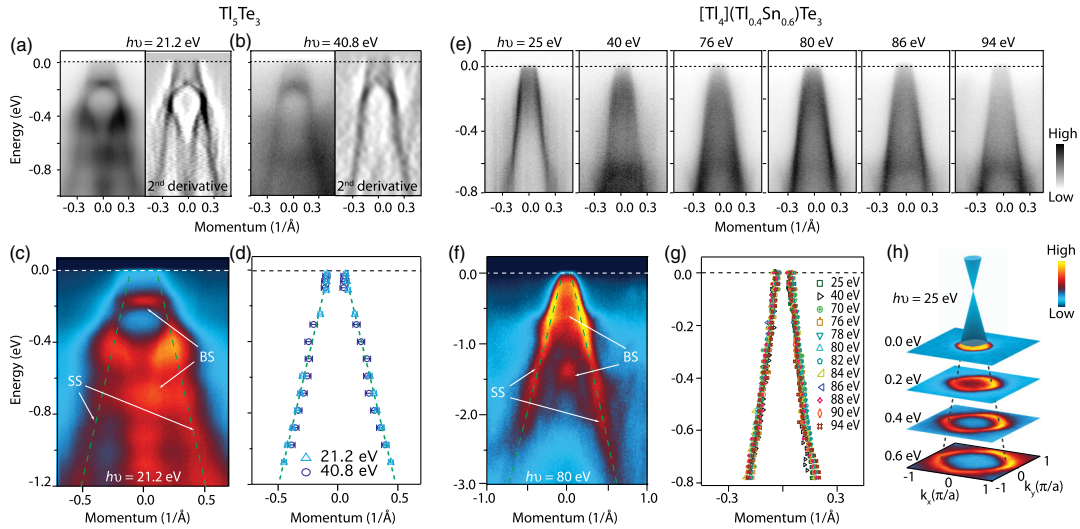 Tl5Te3
[Tl4](Tl0.4Sn0.6)Te3
(a) hυ = 21.2 eV
(b) hυ = 40.8 eV
(e) hυ = 25 eV 40 eV 76 eV 80 eV 86 eV 94 eV
Energy (eV)
0.0
-0.4
-0.8
-1.2
2nd derivative
2nd derivative
-0.3 0.0 0.3 -0.3 0.0 0.3 -0.3 0.0 0.3 -0.3 0.0 0.3
Momentum (1/Å)
0.0
-0.4
-0.8
-0.3 0.0 0.3 -0.3 0.0 0.3 -0.3 0.0 0.3 -0.3 0.0 0.3 -0.3 0.0 0.3 -0.3 0.0 0.3
Momentum (1/Å)
High
Low
(c)
Energy (eV)
0.0
-0.4
-0.8
-1.2
BS
SS
hυ = 21.2 eV
-0.5 0.0 0.5
Momentum (1/Å)
(d)
21.2 eV
40.8 eV
-0.5 0.0 0.5
Momentum (1/Å)
(f)
0.0
-1.0
-2.0
-3.0
BS
SS
hυ = 80 eV
-1.0 0.0 1.0
Momentum (1/Å)
(g)
0.0
-0.2
-0.4
-0.6
-0.8
25 eV
40 eV
70 eV
76 eV
78 eV
80 eV
82 eV
84 eV
86 eV
88 eV
90 eV
94 eV
-0.3 0.3
Momentum (1/Å)
(h)
High
Low
hυ = 25 eV
0.0 eV
0.2 eV
0.4 eV
0.6 eV
-1 0 1
kx(π/a)
-1 0 1
ky(π/a)